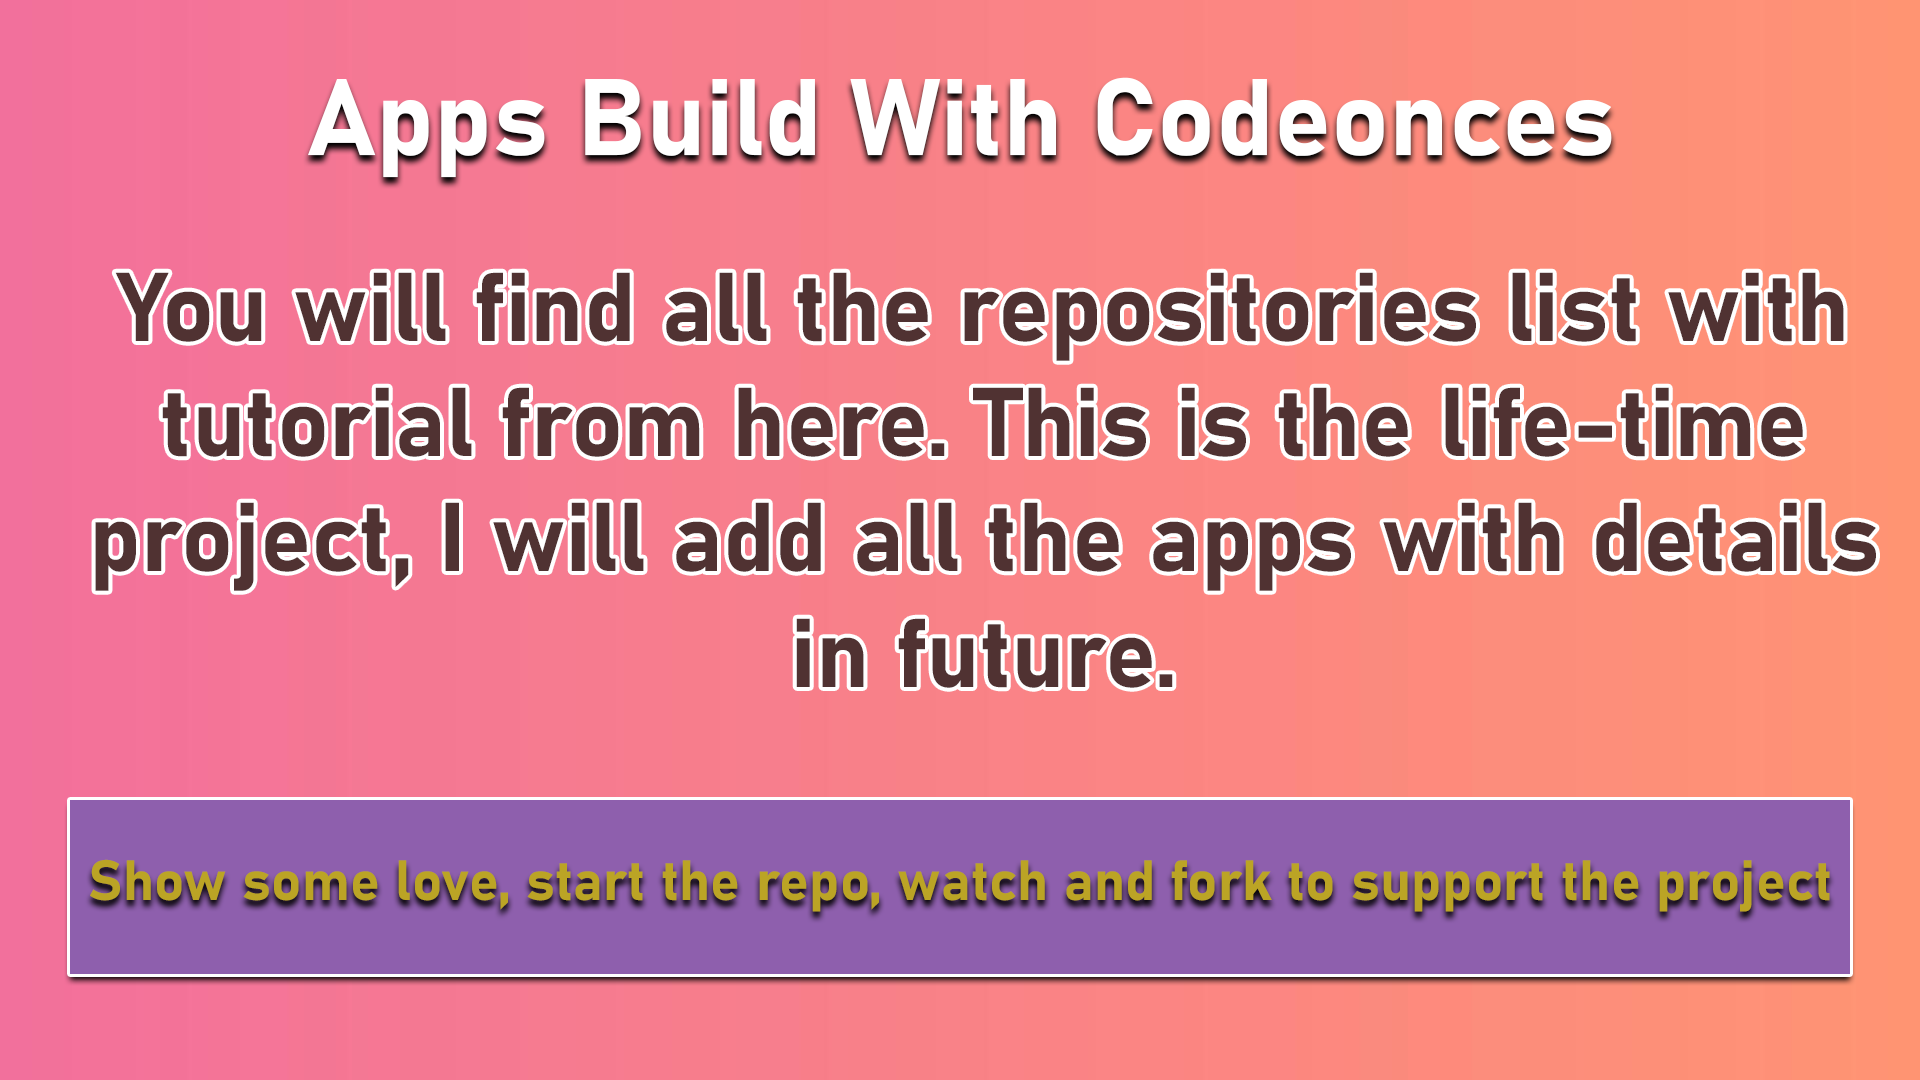 Apps Build With Codeonces
You will find all the repositories list with
tutorial from here. This is the life-time
project, I will add all the apps with details
in future.
Show some love, start the repo, watch and fork to support the project